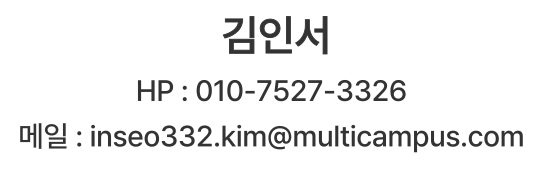 김인서
HP : 010-7527-3326
메일 : inseo332.kim@multicampus.com